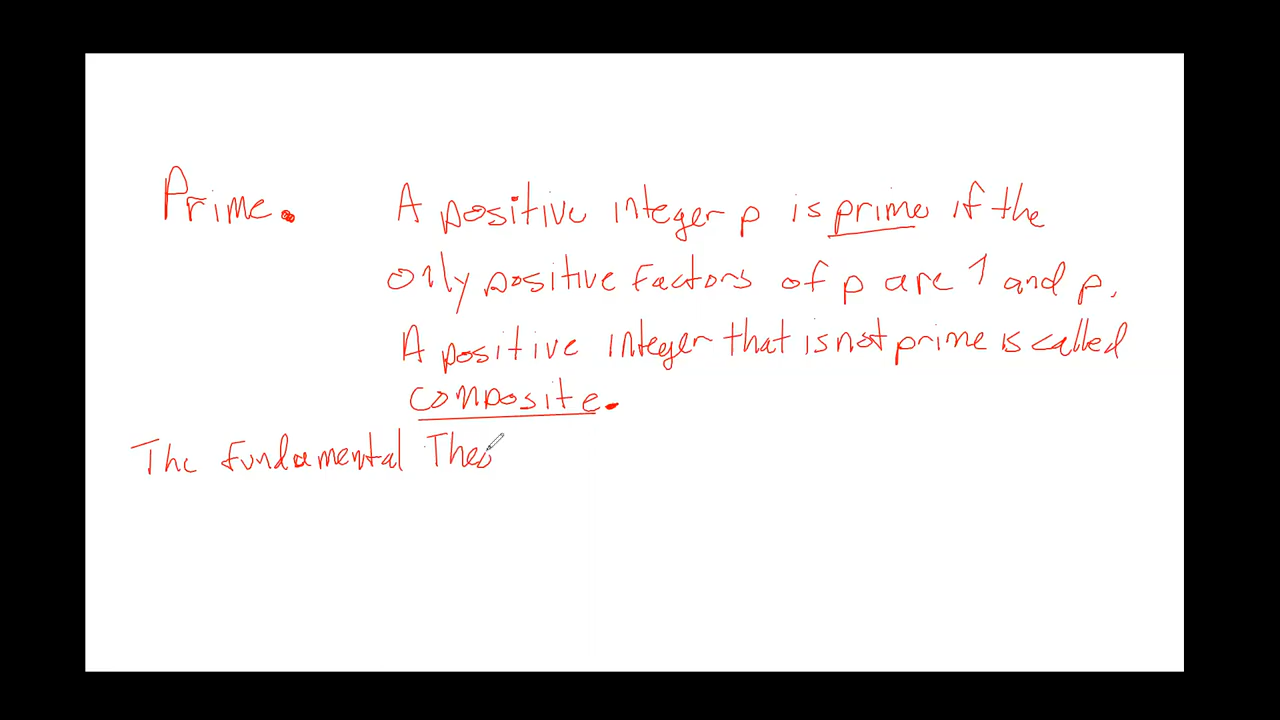 Prime. A positive integer p is prime if the
only positive factors of p are 1 and p.
A positive integer that is not prime is called
composite.
The Fundamental Theo